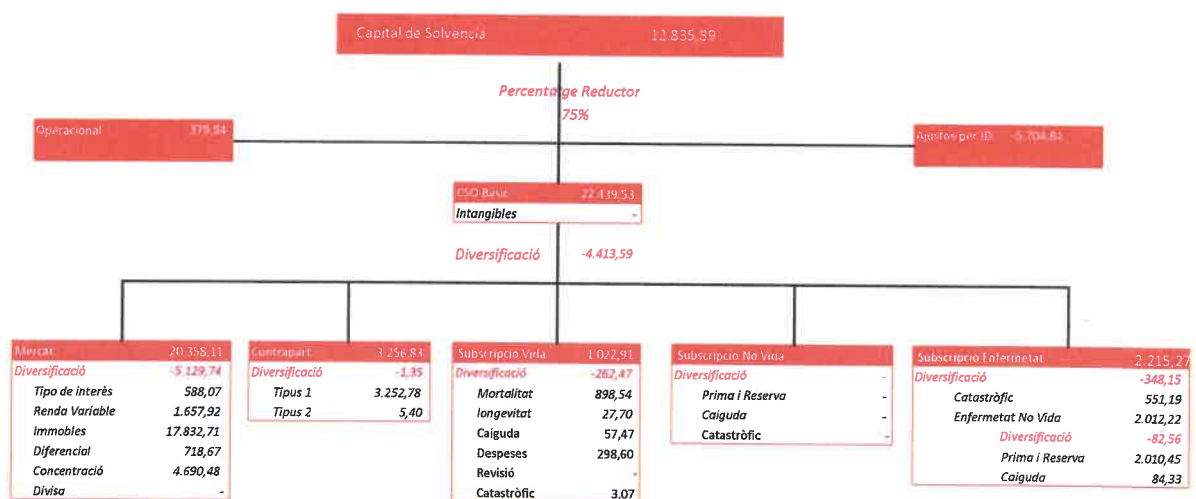 Capital de Solvencià 12.835,89
Percentatge Reductor
75%
Operacional 379,84
Ajustos per ID -5.704,84
CSO Basic 22.439,53
Intangibles -
Diversificació -4.413,59
Mercat 20.358,11
Diversificació -5.129,74
Tipo de interès 588,07
Renda Variable 1.657,92
Immobles 17.832,71
Diferencial 718,67
Concentració 4.690,48
Divisa -
Contrapart. 3.256,83
Diversificació -1,35
Tipus 1 3.252,78
Tipus 2 5,40
Subscripcio Vida 1.022,91
Diversificació -262,47
Mortalitat 898,54
longevitat 27,70
Caíguda 57,47
Despeses 298,60
Revisió -
Catastròfic 3,07
Subscripcio No Vida
Diversificació -
Prima i Reserva -
Caiguda -
Catastròfic -
Subscripcio Enfermetat 2.215,27
Diversificació -348,15
Catastròfic 551,19
Enfermetat No Vida 2.012,22
Diversificació -82,56
Prima i Reserva 2.010,45
Caiguda 84,33